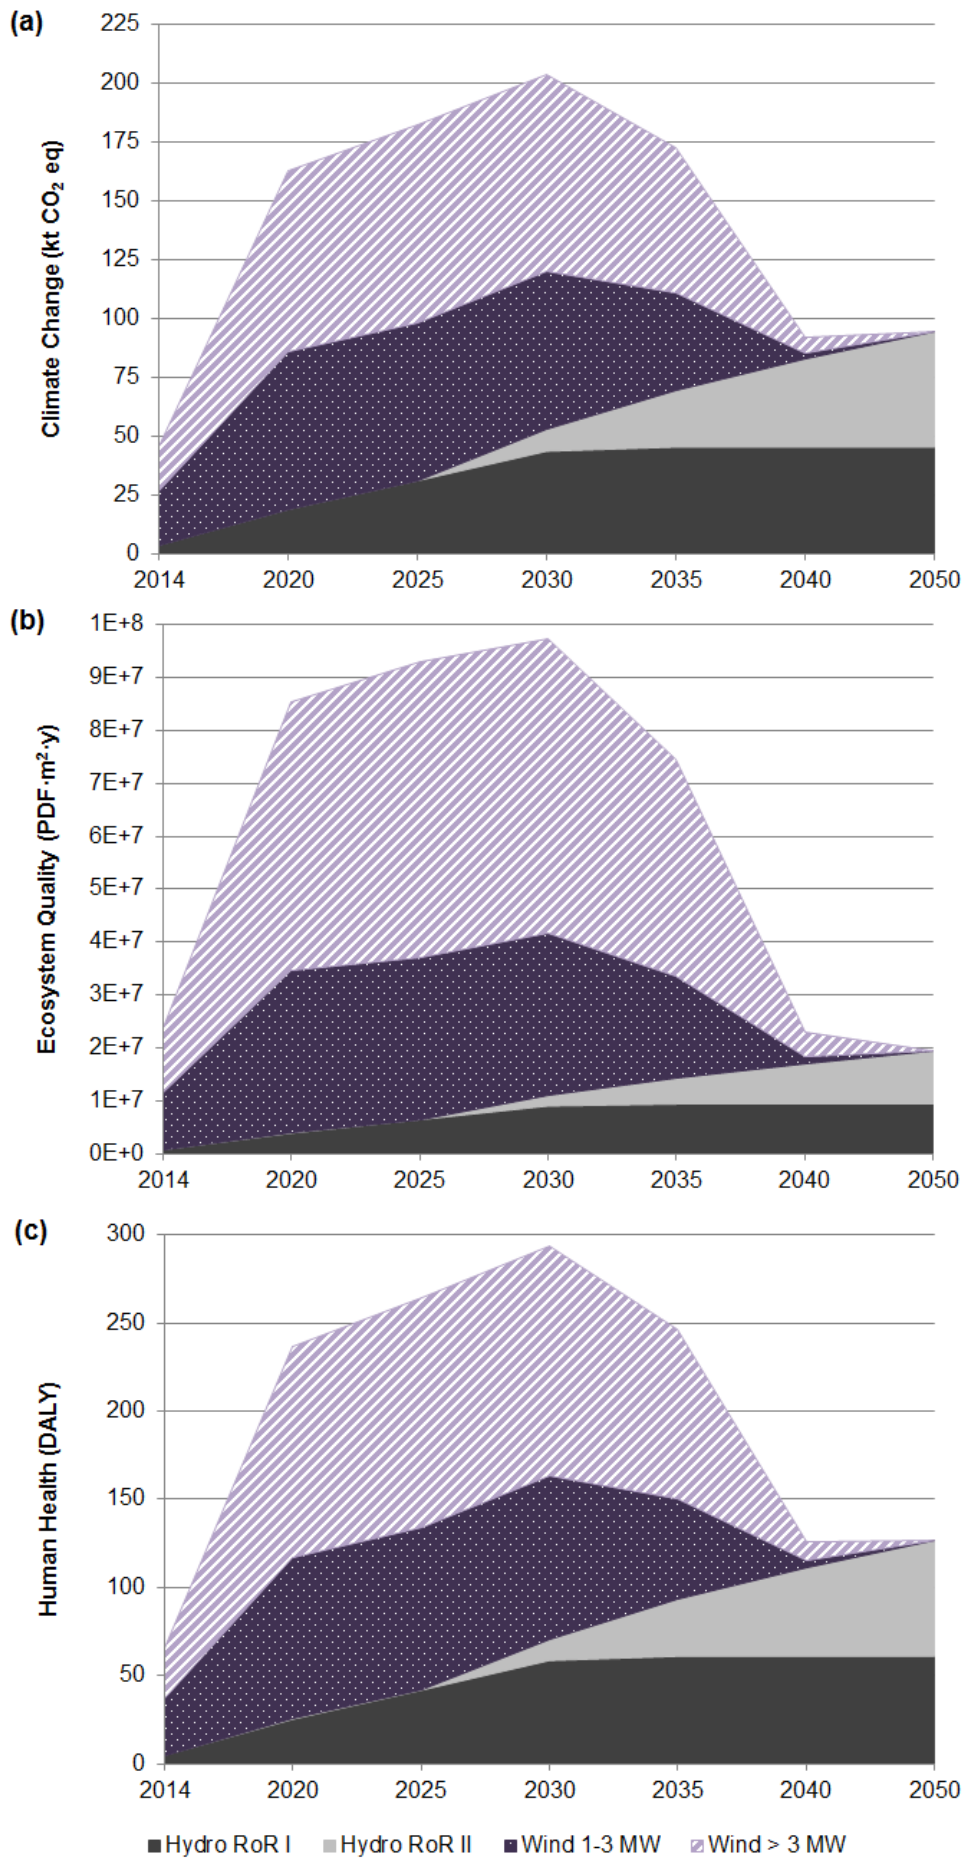 (a)
Climate Change (kt CO₂ eq)
225
200
175
150
125
100
75
50
25
0
2014 2020 2025 2030 2035 2040 2050
(b)
Ecosystem Quality (PDF·m²·y)
1E+8
9E+7
8E+7
7E+7
6E+7
5E+7
4E+7
3E+7
2E+7
1E+7
0E+0
2014 2020 2025 2030 2035 2040 2050
(c)
Human Health (DALY)
300
250
200
150
100
50
0
2014 2020 2025 2030 2035 2040 2050
Hydro RoR I Hydro RoR II Wind 1-3 MW Wind > 3 MW